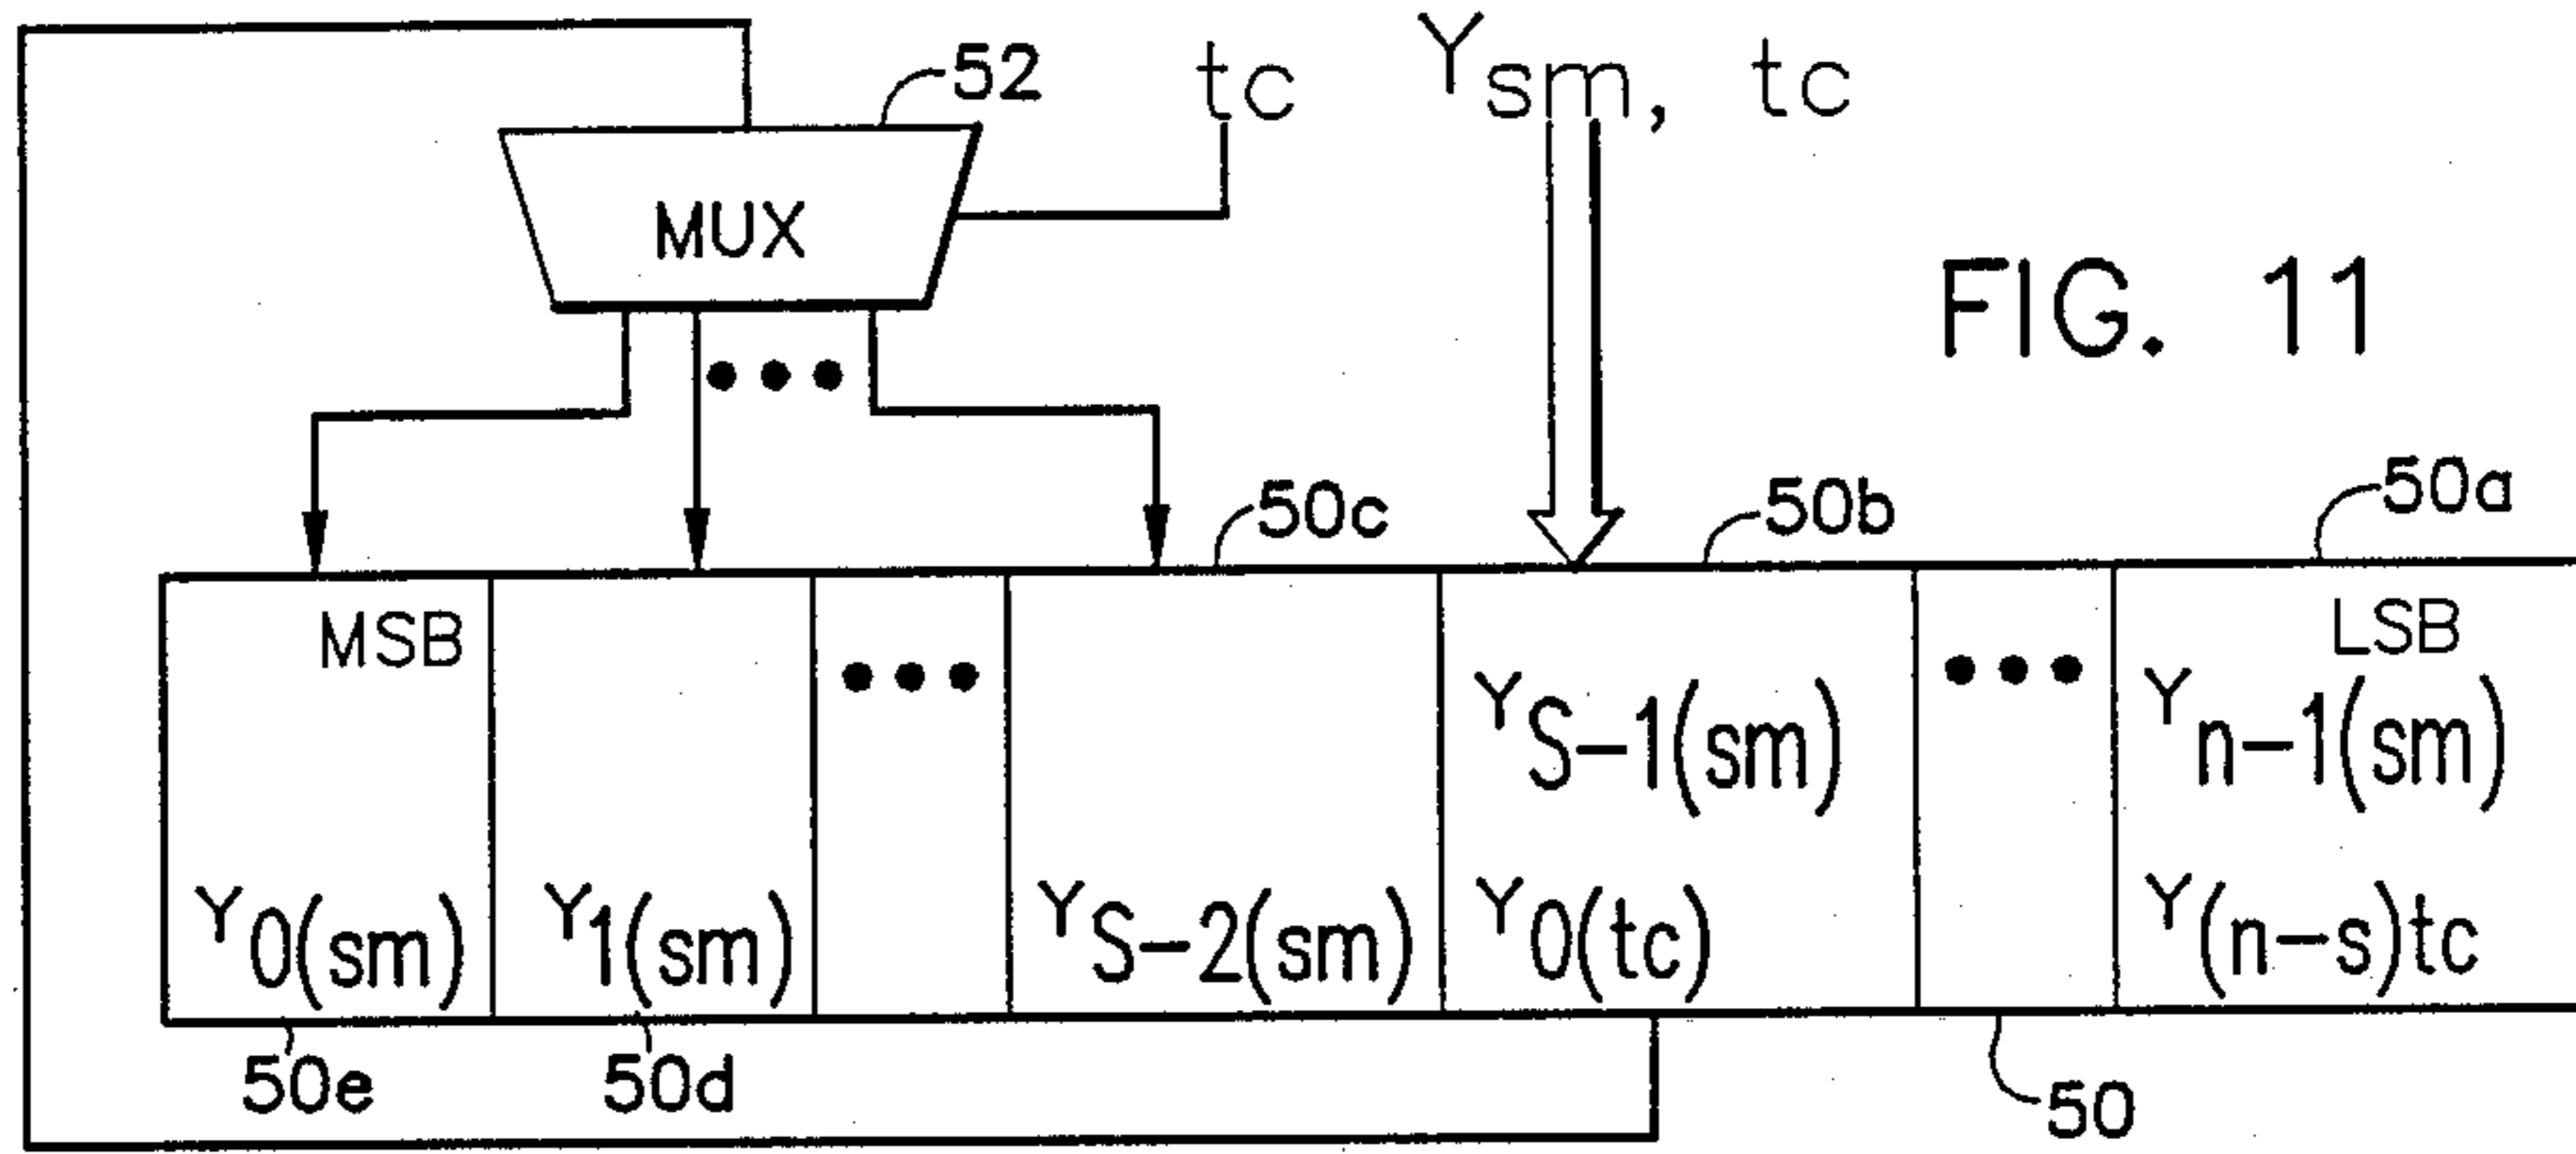 52
tc
Ysm, tc
MUX
FIG. 11
50c
50b
50a
MSB
LSB
YS-1(sm)
Yn-1(sm)
Y0(sm)
Y1(sm)
YS-2(sm)
Y0(tc)
Y(n-s)tc
50e
50d
50